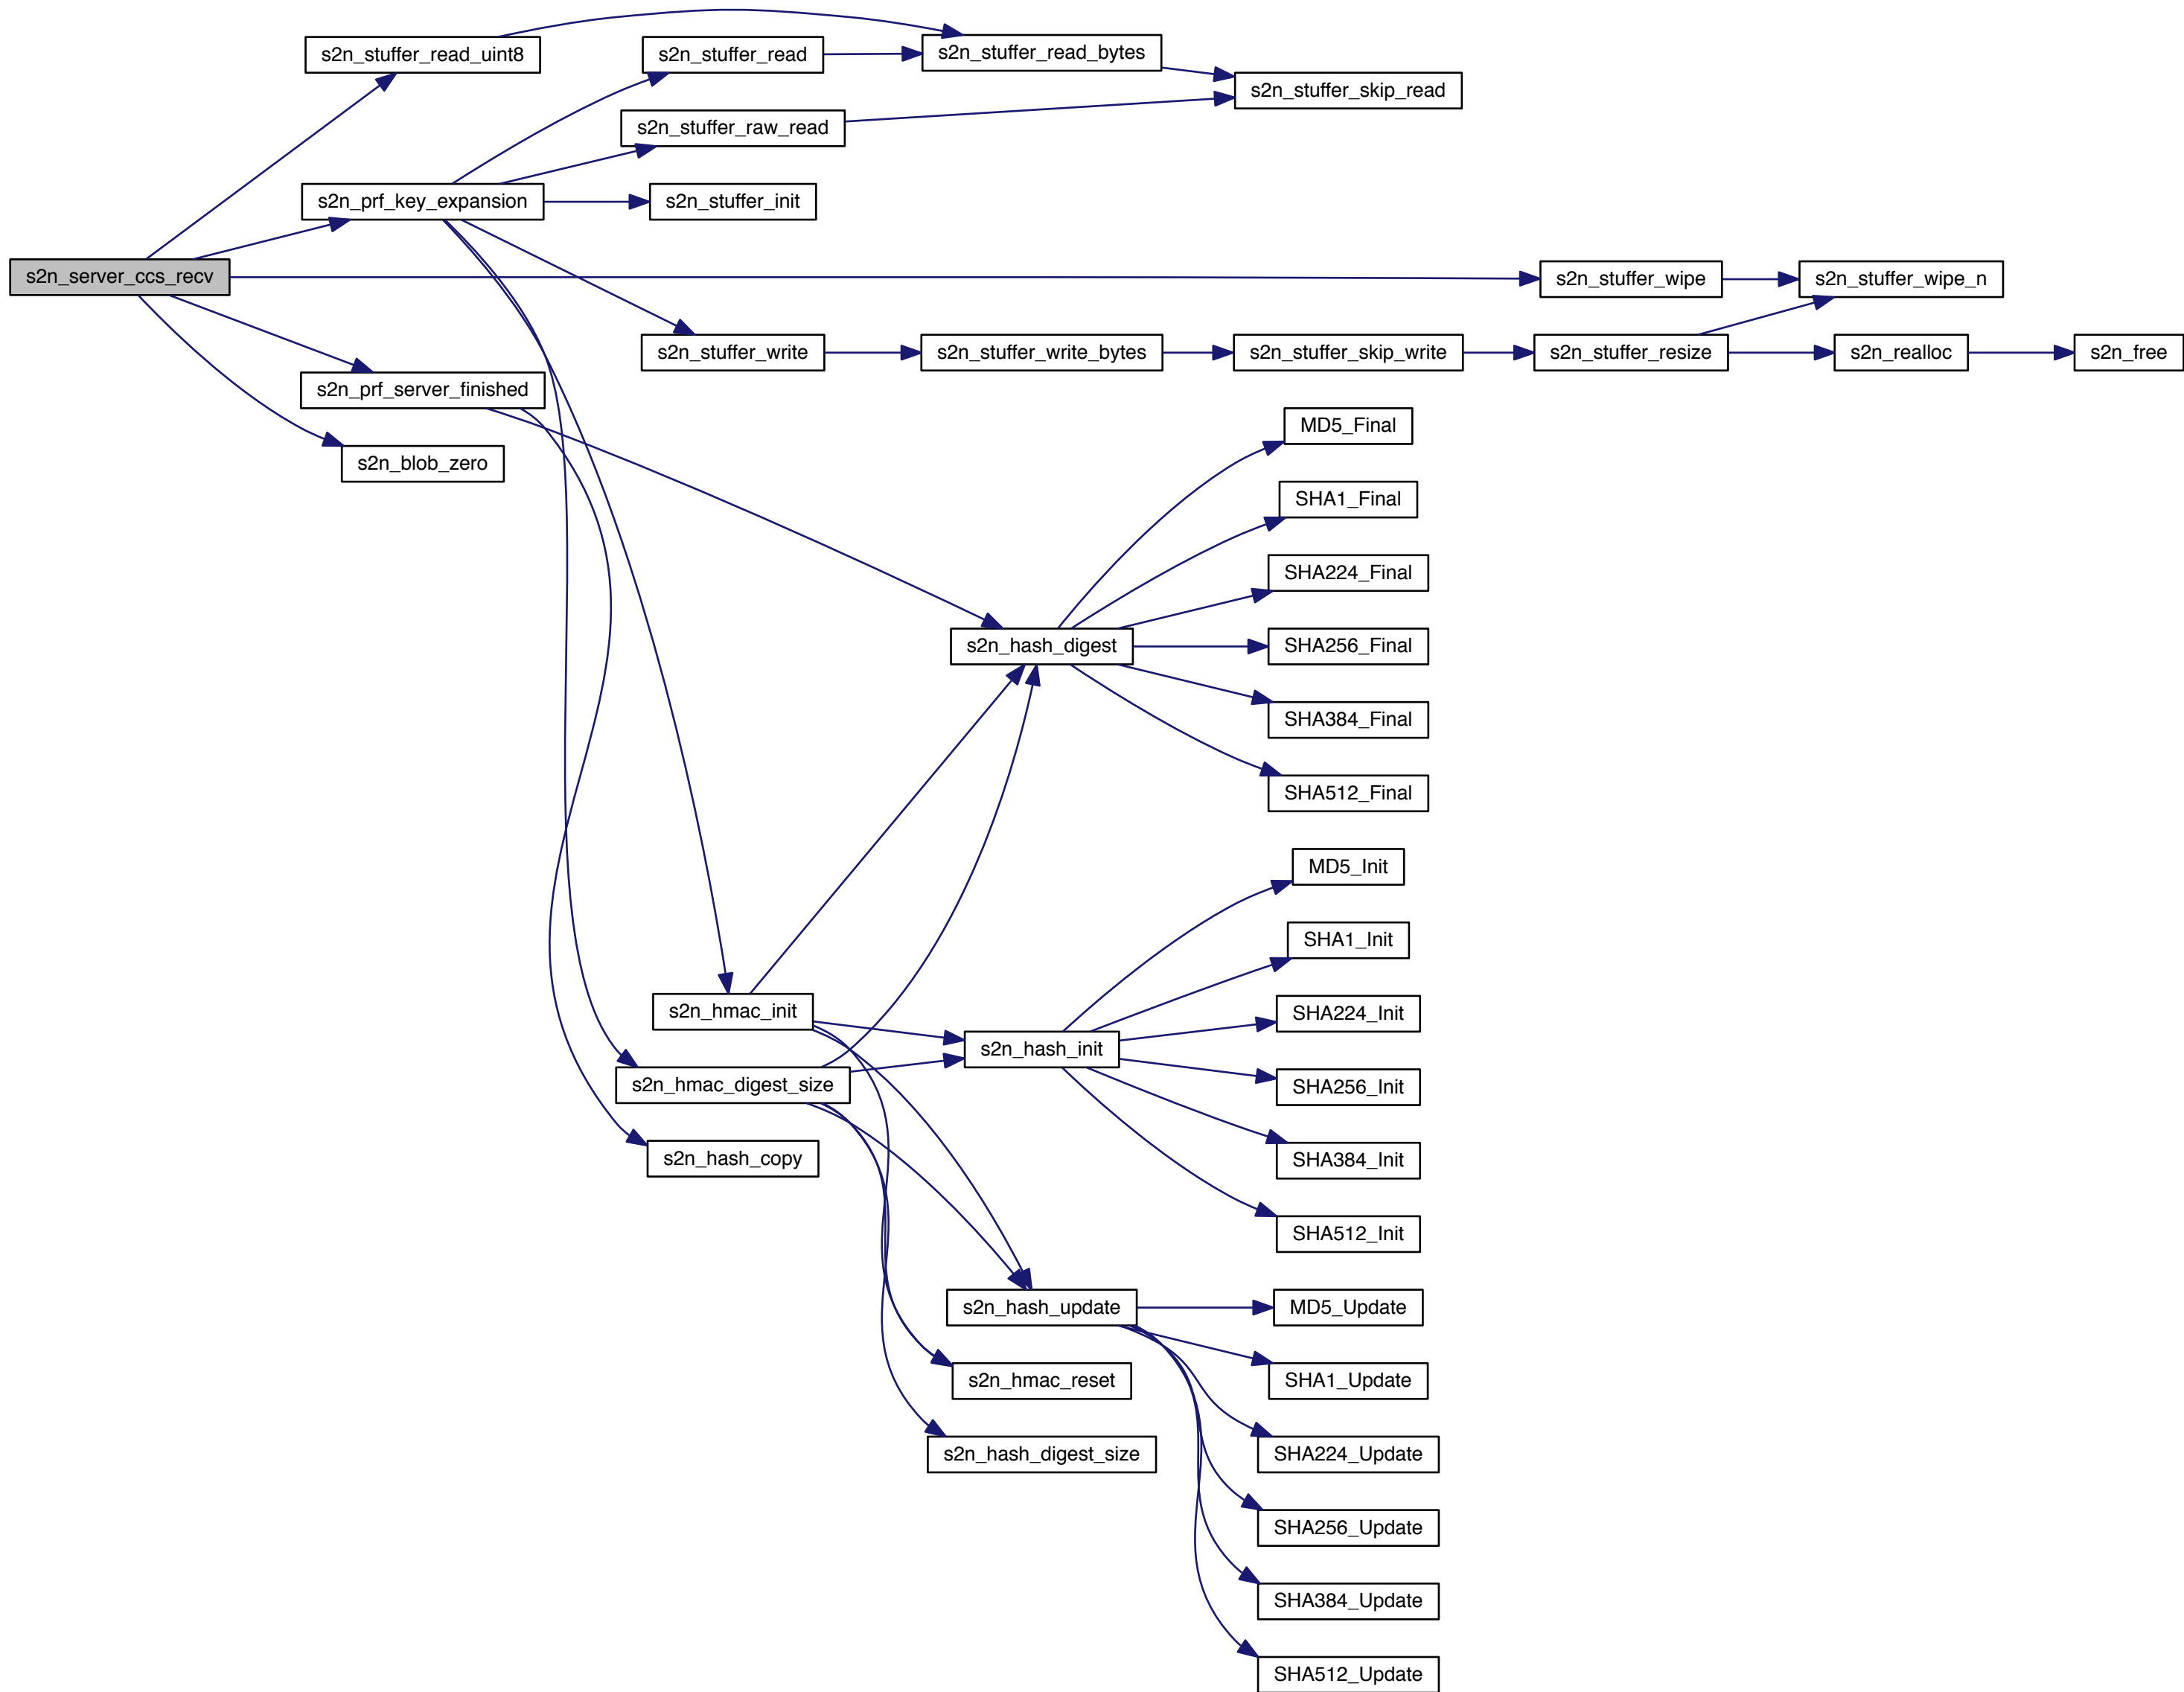 s2n_server_ccs_recv
s2n_stuffer_read_uint8
s2n_prf_key_expansion
s2n_prf_server_finished
s2n_blob_zero
s2n_stuffer_read
s2n_stuffer_raw_read
s2n_stuffer_init
s2n_stuffer_write
s2n_hmac_init
s2n_hmac_digest_size
s2n_hash_copy
s2n_stuffer_read_bytes
s2n_stuffer_write_bytes
s2n_hash_digest
s2n_hash_init
s2n_hash_update
s2n_hmac_reset
s2n_hash_digest_size
s2n_stuffer_skip_read
s2n_stuffer_skip_write
MD5_Final
SHA1_Final
SHA224_Final
SHA256_Final
SHA384_Final
SHA512_Final
MD5_Init
SHA1_Init
SHA224_Init
SHA256_Init
SHA384_Init
SHA512_Init
MD5_Update
SHA1_Update
SHA224_Update
SHA256_Update
SHA384_Update
SHA512_Update
s2n_stuffer_wipe
s2n_stuffer_resize
s2n_stuffer_wipe_n
s2n_realloc
s2n_free